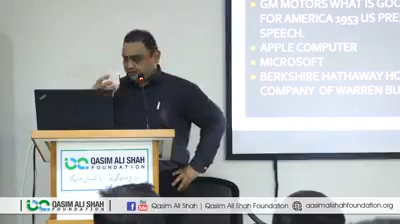 GM MOTORS WHAT IS GOO
FOR AMERICA 1953 US PRES
SPEECH.
APPLE COMPUTER
MICROSOFT
BERKSHIRE HATHAWAY HO
COMPANY OF WARREN BU
QASIM ALI SHAH
FOUNDATION
QASIM ALI SHAH
FOUNDATION
Qasim Ali Shah | Qasim Ali Shah Foundation | qasimalishahfoundation.org